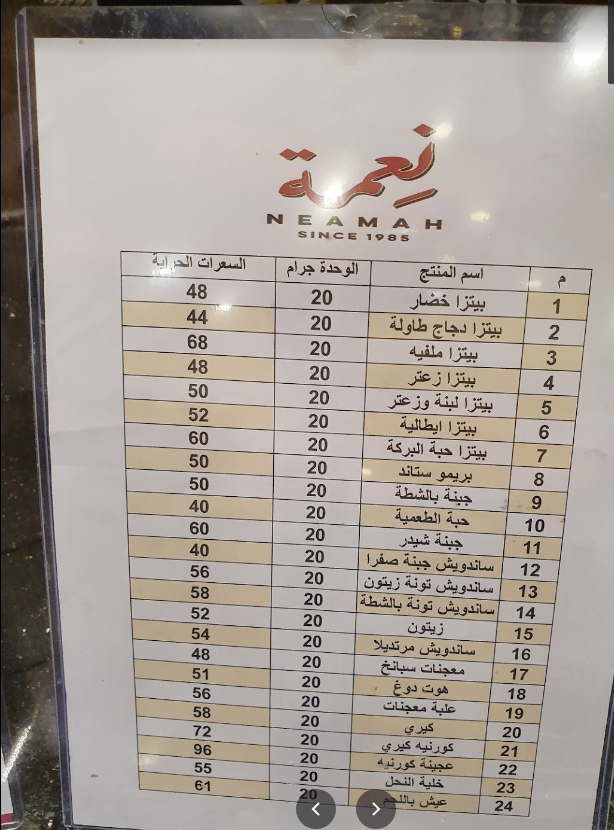 نعمة
NEAMAH
SINCE 1985
م اسم المنتج الوحدة جرام السعرات الحراية
1 بيتزا خضار 20 48
2 بيتزا دجاج طاولة 20 44
3 بيتزا ملفيه 20 68
4 بيتزا زعتر 20 48
5 بيتزا لبنة وزعتر 20 50
6 بيتزا ايطالية 20 52
7 بيتزا حبة البركة 20 60
8 بريمو ستاند 20 50
9 جبنة بالشطة 20 50
10 حبة الطعمية 20 40
11 جبنة شيدر 20 60
12 ساندويش جبنة صفرا 20 40
13 ساندويش تونة زيتون 20 56
14 ساندويش تونة بالشطة 20 58
15 زيتون 20 52
16 ساندويش مرتديلا 20 54
17 معجنات سبانخ 20 48
18 هوت دوغ 20 51
19 علبة معجنات 20 56
20 كيري 20 58
21 كورنيه كيري 20 72
22 عجينة كورنيه 20 96
23 خلية النحل 20 55
24 عيش باللحم 20 61